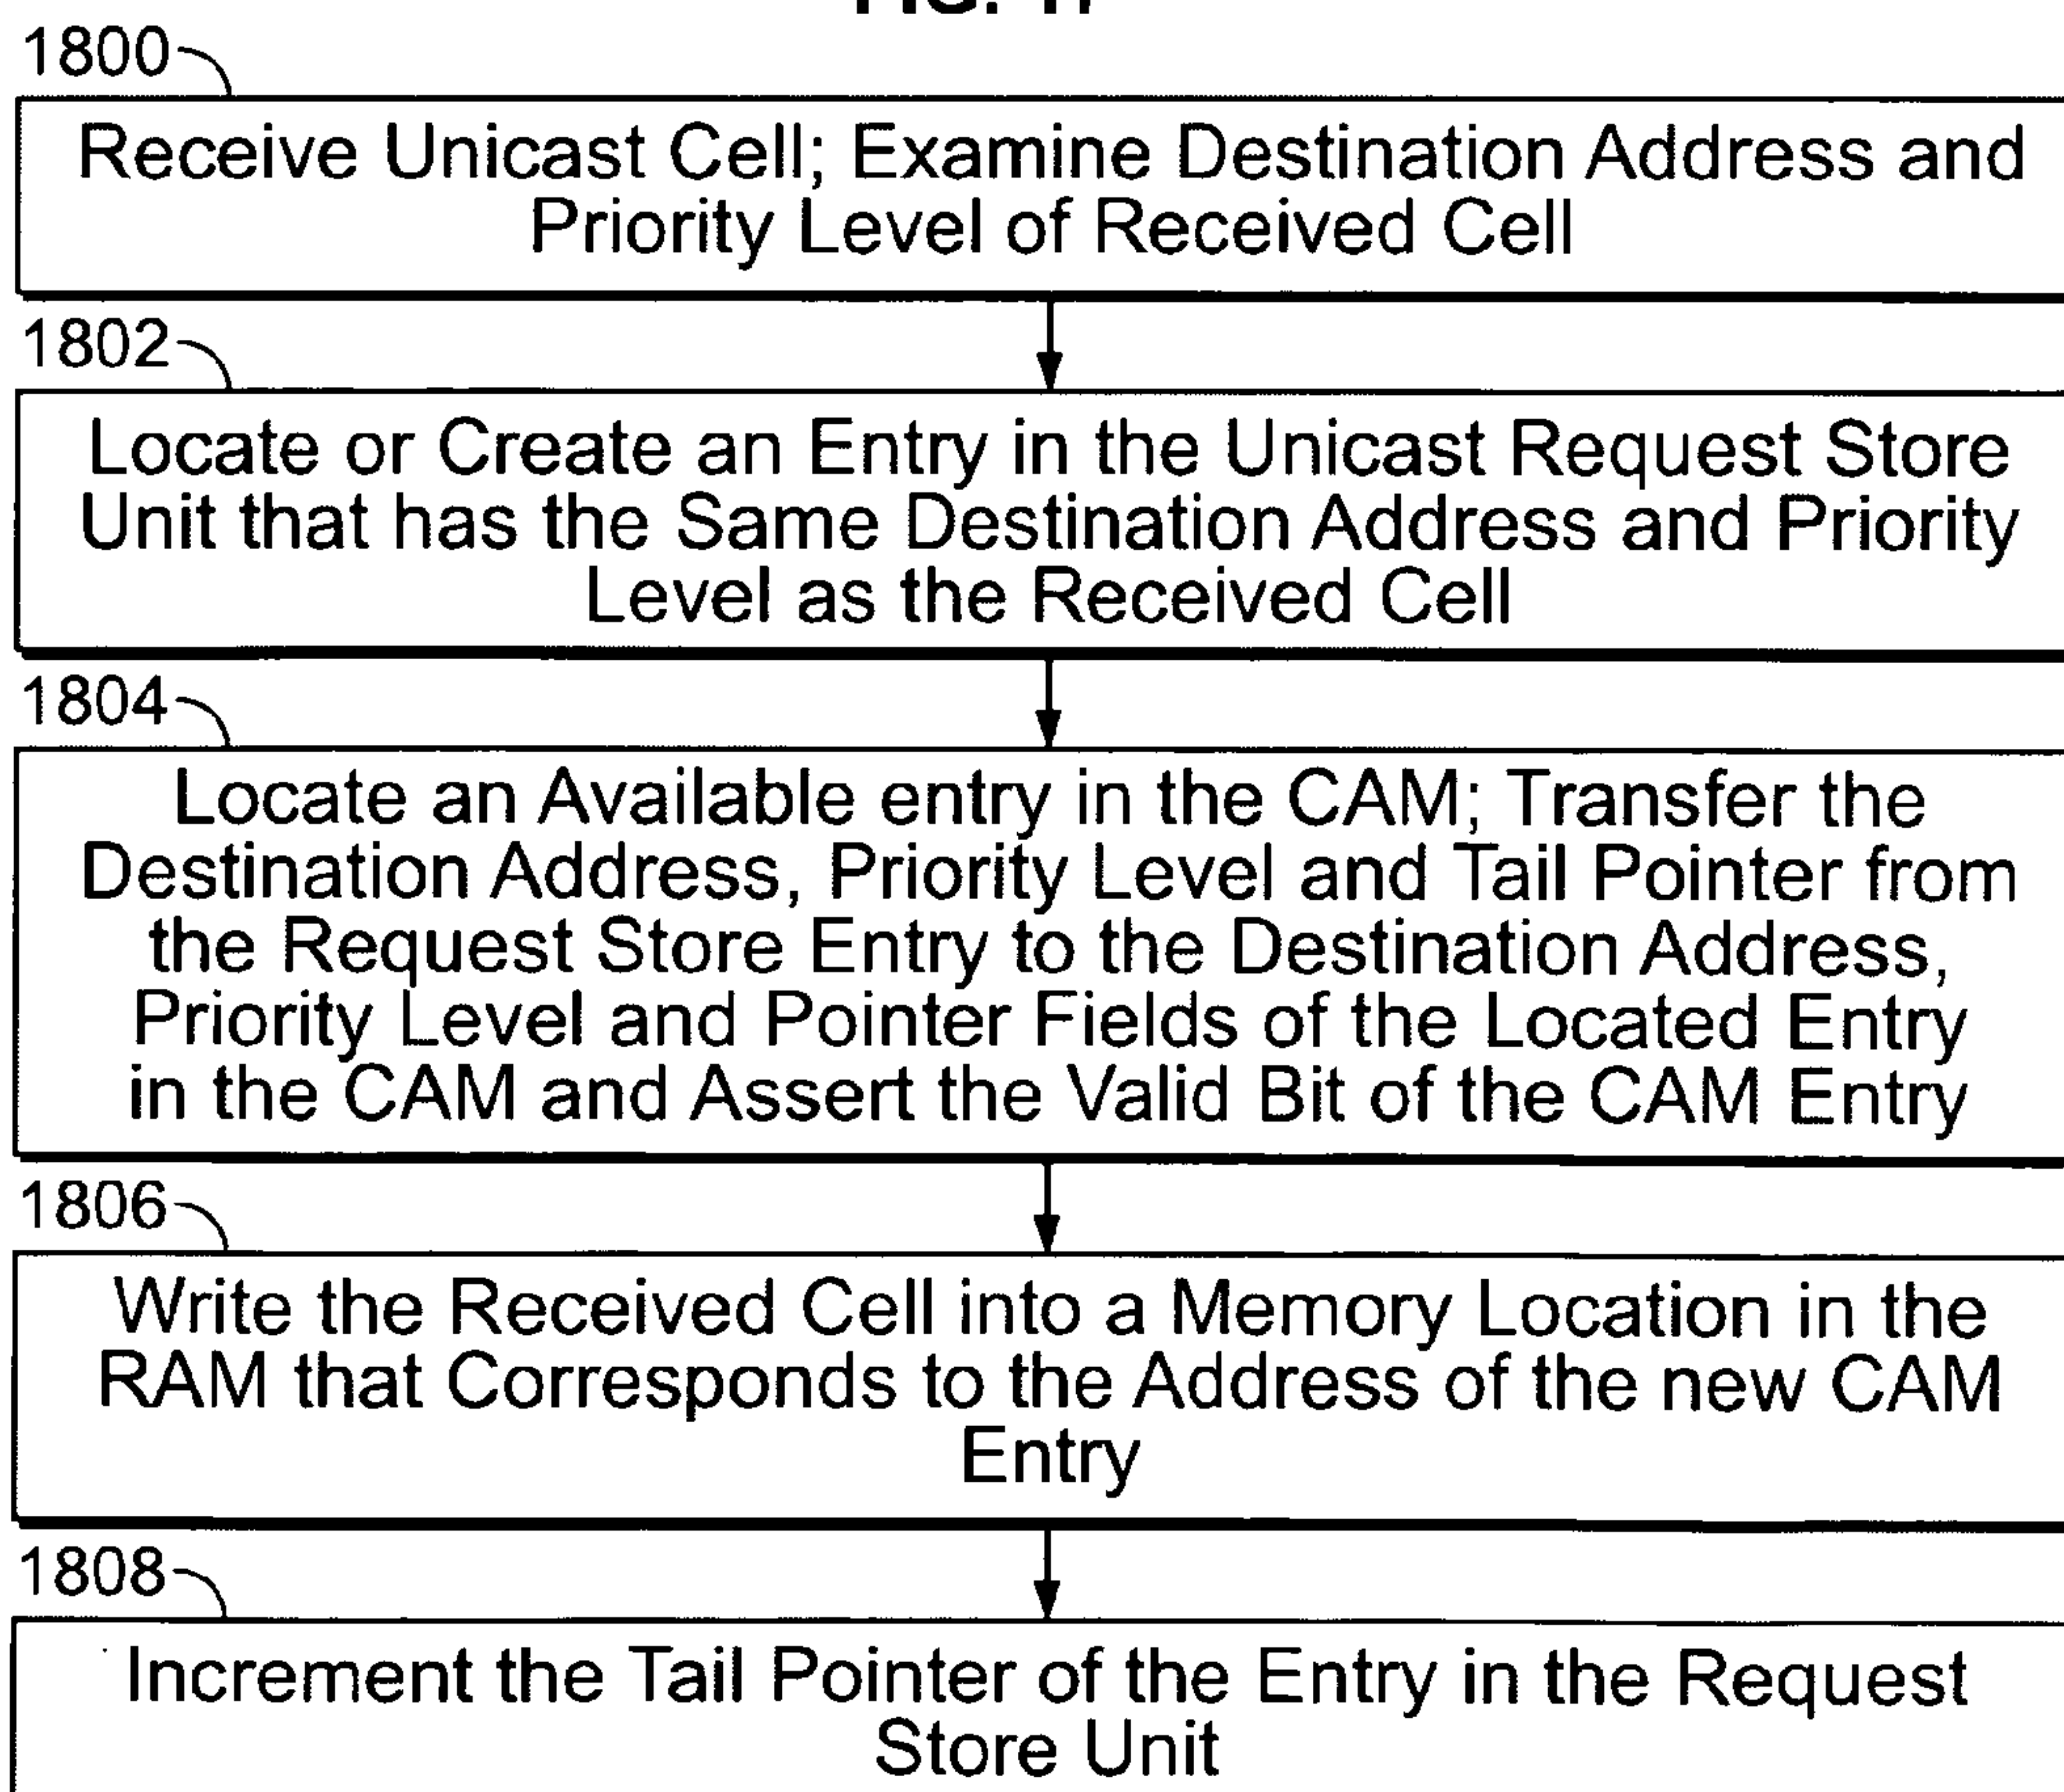 1800
Receive Unicast Cell; Examine Destination Address and
Priority Level of Received Cell
1802
Locate or Create an Entry in the Unicast Request Store
Unit that has the Same Destination Address and Priority
Level as the Received Cell
1804
Locate an Available entry in the CAM; Transfer the
Destination Address, Priority Level and Tail Pointer from
the Request Store Entry to the Destination Address,
Priority Level and Pointer Fields of the Located Entry
in the CAM and Assert the Valid Bit of the CAM Entry
1806
Write the Received Cell into a Memory Location in the
RAM that Corresponds to the Address of the new CAM
Entry
1808
Increment the Tail Pointer of the Entry in the Request
Store Unit